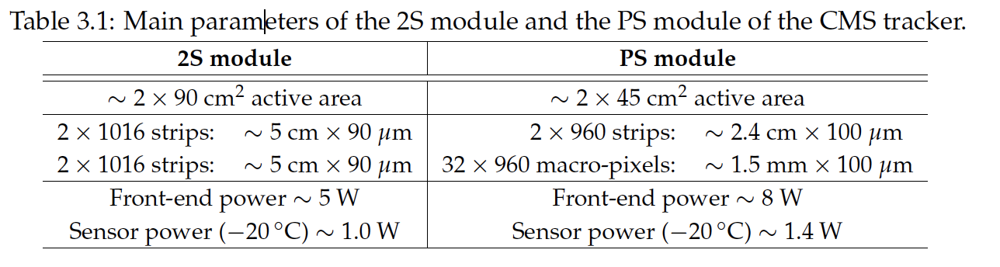 Table 3.1: Main parameters of the 2S module and the PS module of the CMS tracker.
2S module PS module
∼ 2 × 90 cm² active area ∼ 2 × 45 cm² active area
2 × 1016 strips: ∼ 5 cm × 90 μm 2 × 960 strips: ∼ 2.4 cm × 100 μm
2 × 1016 strips: ∼ 5 cm × 90 μm 32 × 960 macro-pixels: ∼ 1.5 mm × 100 μm
Front-end power ∼ 5 W Front-end power ∼ 8 W
Sensor power (−20 °C) ∼ 1.0 W Sensor power (−20 °C) ∼ 1.4 W